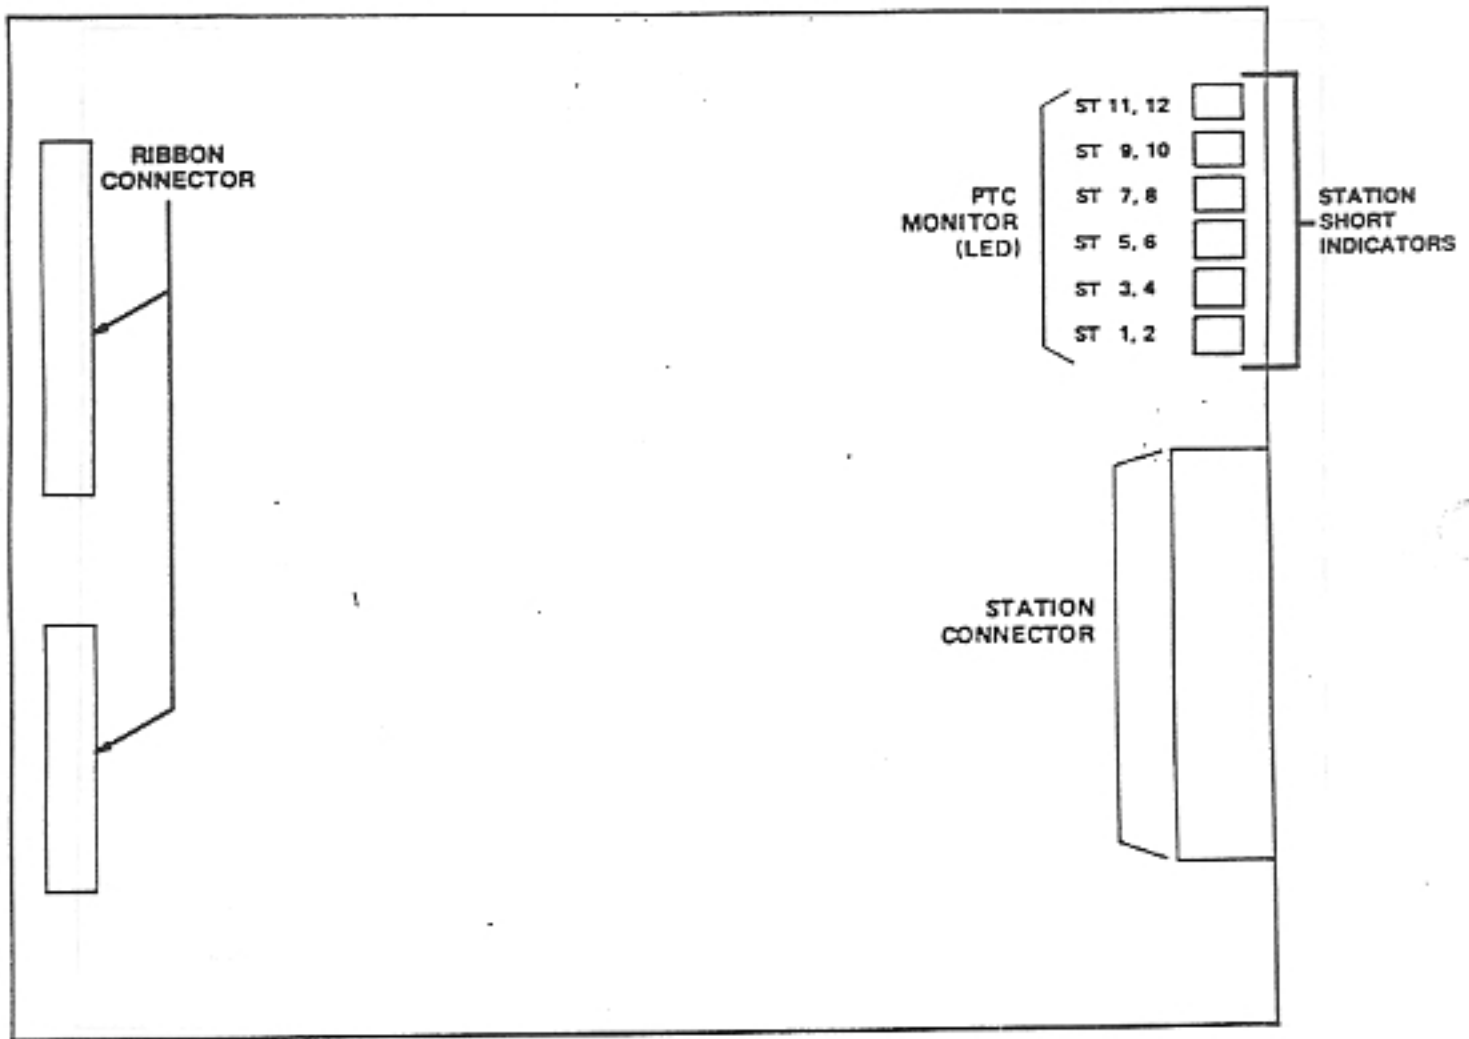 RIBBON
CONNECTOR
PTC
MONITOR
(LED)
ST 11, 12
ST 9, 10
ST 7, 8
ST 5, 6
ST 3, 4
ST 1, 2
STATION
SHORT
INDICATORS
STATION
CONNECTOR